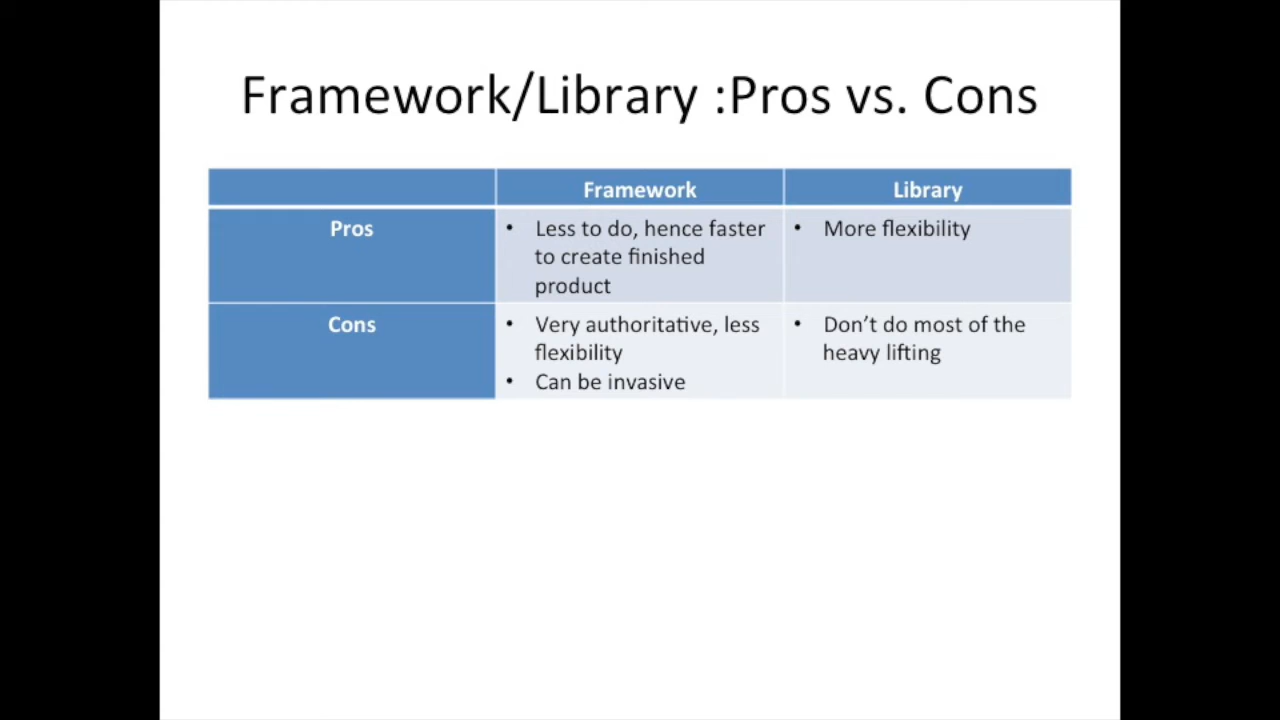 Framework/Library :Pros vs. Cons
Framework
Library
Pros
• Less to do, hence faster
to create finished
product
• More flexibility
Cons
• Very authoritative, less
flexibility
• Can be invasive
• Don’t do most of the
heavy lifting